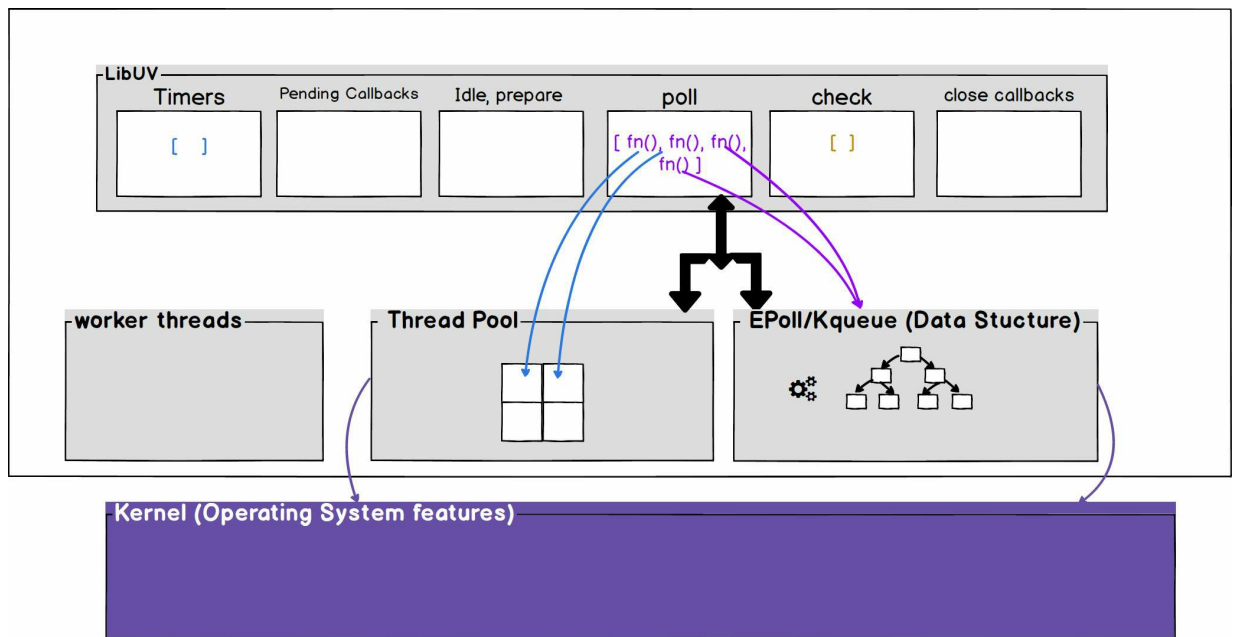 LibUV
Timers
Pending Callbacks
Idle, prepare
poll
check
close callbacks
[ ]
[ fn(), fn(), fn(),
fn() ]
[ ]
worker threads
Thread Pool
EPoll/Kqueue (Data Stucture)
Kernel (Operating System features)